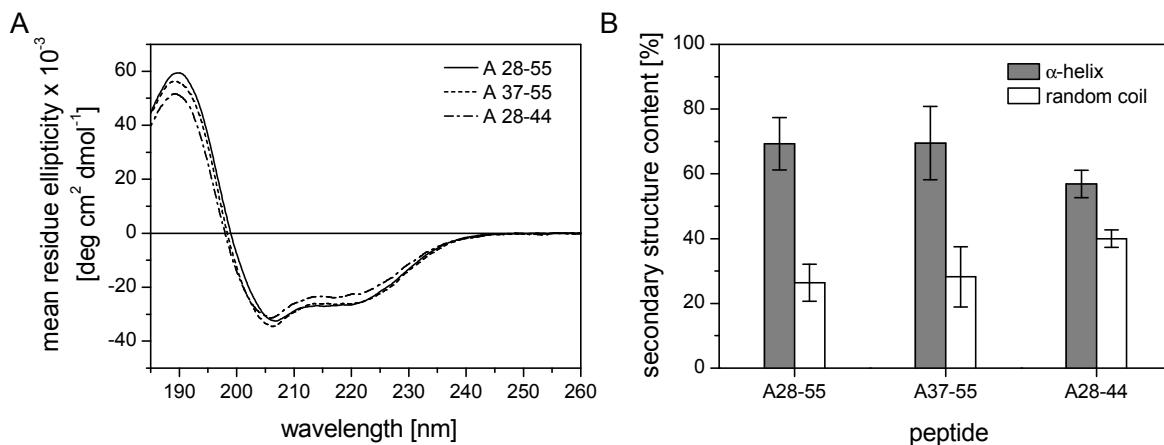 A
mean residue ellipticity x 10⁻³
[deg cm² dmol⁻¹]
60
40
20
0
-20
-40
190 200 210 220 230 240 250 260
wavelength [nm]
A 28-55
A 37-55
A 28-44
B
secondary structure content [%]
100
80
60
40
20
0
A28-55 A37-55 A28-44
peptide
α-helix
random coil